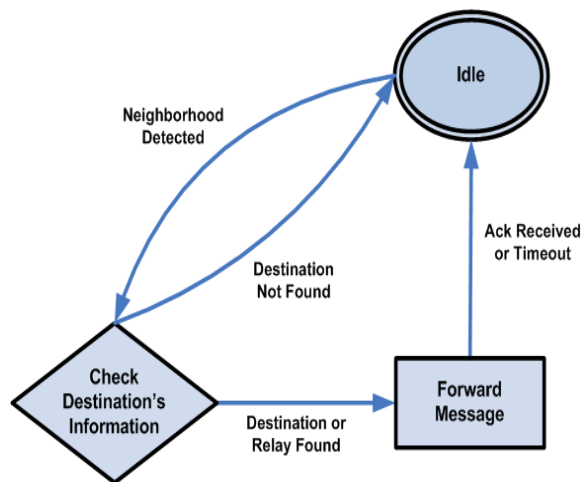 Idle
Neighborhood
Detected
Ack Received
or Timeout
Destination
Not Found
Check
Destination's
Information
Destination or
Relay Found
Forward
Message